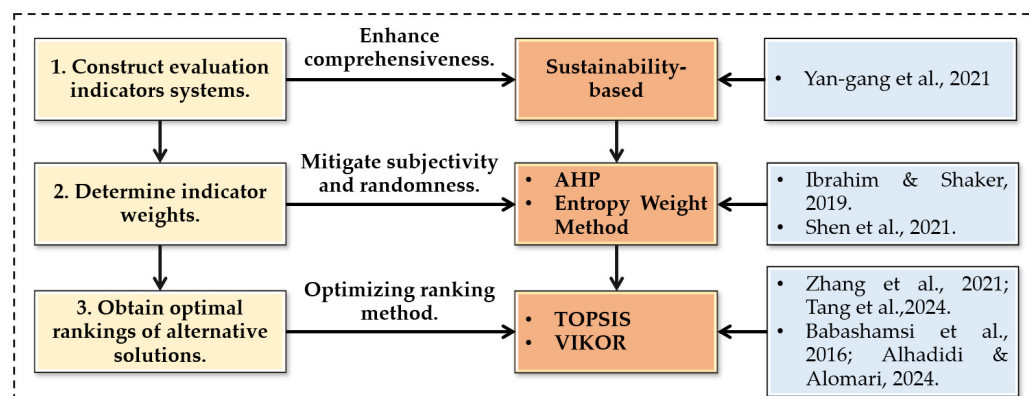 Enhance
comprehensiveness.
1. Construct evaluation
indicators systems.
Sustainability-
based
• Yan-gang et al., 2021
Mitigate subjectivity
and randomness.
2. Determine indicator
weights.
• AHP
• Entropy Weight
Method
• Ibrahim & Shaker,
2019.
• Shen et al., 2021.
Optimizing ranking
method.
3. Obtain optimal
rankings of alternative
solutions.
• TOPSIS
• VIKOR
• Zhang et al., 2021;
Tang et al.,2024.
• Babashamsi et al.,
2016; Alhadidi &
Alomari, 2024.